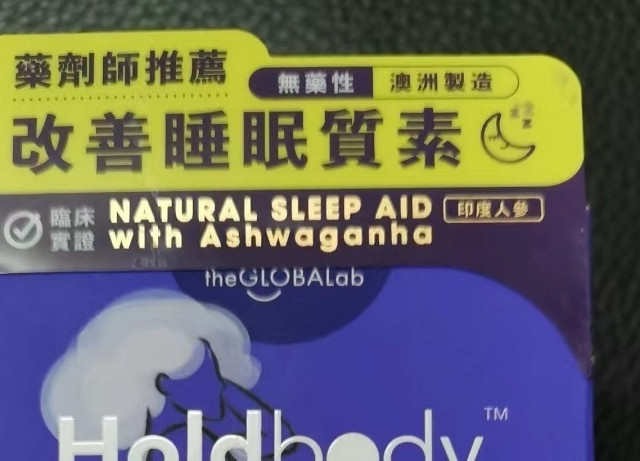 藥劑師推薦
無藥性 澳洲製造
改善睡眠質素
臨床
實證
NATURAL SLEEP AID 印度人參
with Ashwaganha
theGLOBALab
Holdbody™